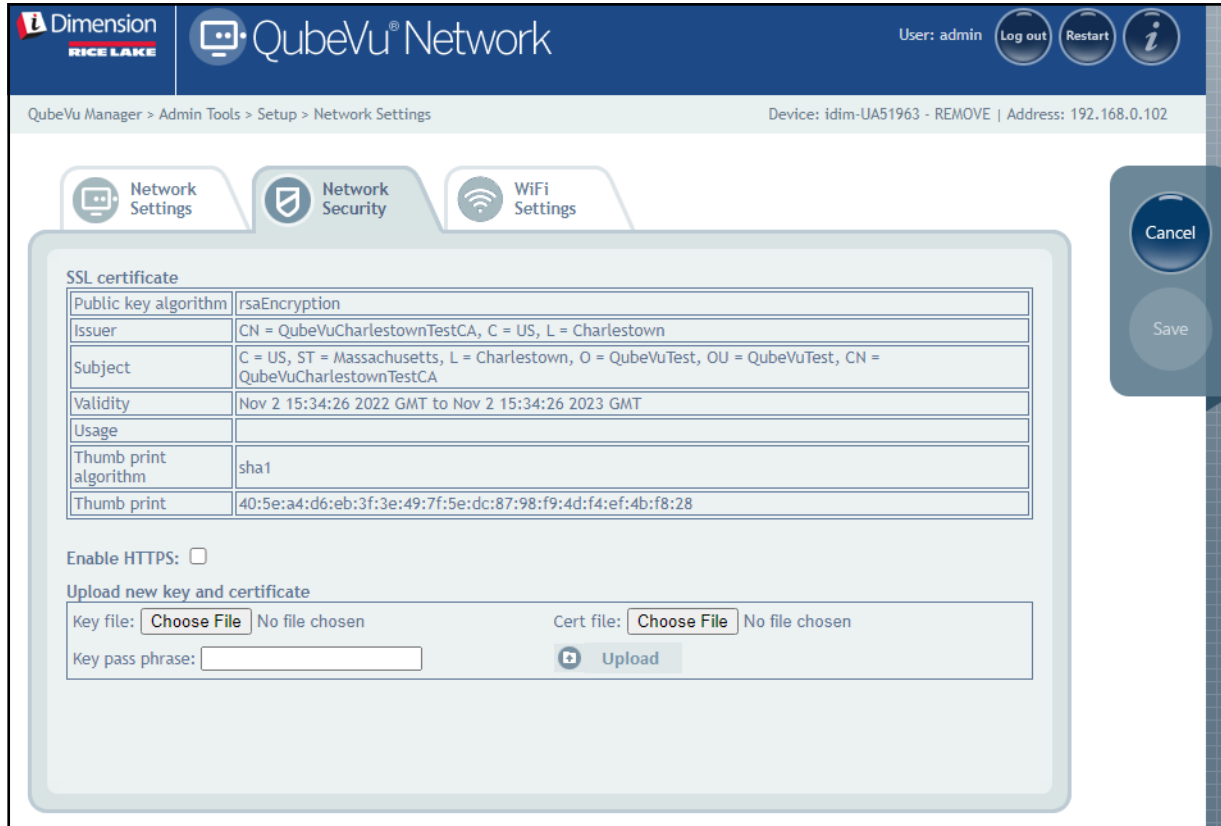 iDimension
RICE LAKE
QubeVu® Network
User: admin
Log out
Restart
i
QubeVu Manager > Admin Tools > Setup > Network Settings
Device: idim-UA51963 - REMOVE | Address: 192.168.0.102
Network
Settings
Network
Security
WiFi
Settings
Cancel
Save
SSL certificate
Public key algorithm rsaEncryption
Issuer CN = QubeVuCharlestownTestCA, C = US, L = Charlestown
Subject C = US, ST = Massachusetts, L = Charlestown, O = QubeVuTest, OU = QubeVuTest, CN =
QubeVuCharlestownTestCA
Validity Nov 2 15:34:26 2022 GMT to Nov 2 15:34:26 2023 GMT
Usage
Thumb print
algorithm sha1
Thumb print 40:5e:a4:d6:eb:3f:3e:49:7f:5e:dc:87:98:f9:4d:f4:ef:4b:f8:28
Enable HTTPS:
Upload new key and certificate
Key file: Choose File No file chosen
Cert file: Choose File No file chosen
Key pass phrase:
Upload